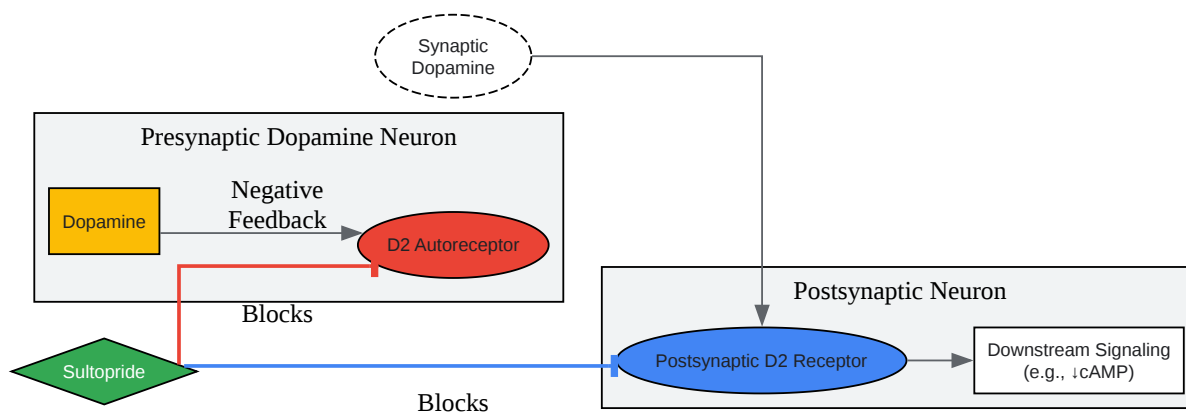 Synaptic
Dopamine
Presynaptic Dopamine Neuron
Negative
Feedback
Dopamine
D2 Autoreceptor
Blocks
Postsynaptic Neuron
Sultopride
Postsynaptic D2 Receptor
Downstream Signaling
(e.g., ↓cAMP)
Blocks